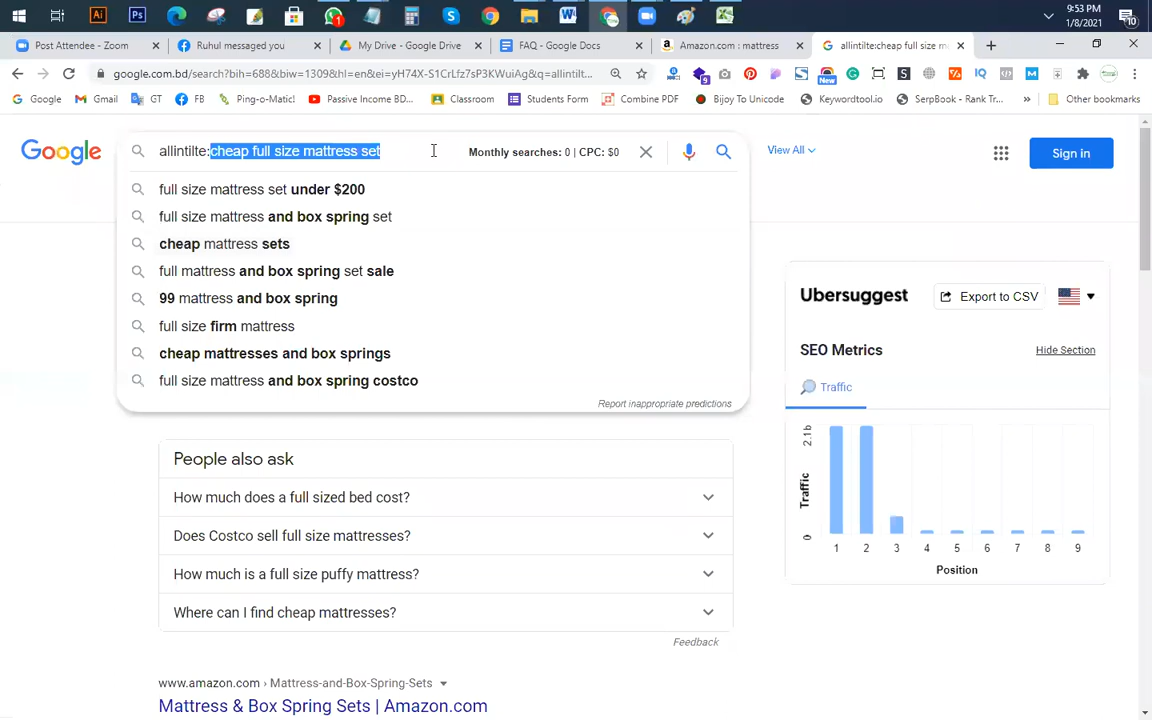 9:53 PM
1/8/2021
10
Post Attendee - Zoom
Ruhul messaged you
My Drive - Google Drive
FAQ - Google Docs
Amazon.com : mattress
allintilte:cheap full size m
google.com.bd/search?bih=688&biw=1309&hl=en&ei=yH74X-S1CrLfz7sP3KWuiAg&q=allintilt...
Google
Gmail
GT
FB
Ping-o-Matic!
Passive Income BD...
Classroom
Students Form
Combine PDF
Bijoy To Unicode
Keywordtool.io
SerpBook - Rank Tr...
Other bookmarks
Google
allintilte:cheap full size mattress set
Monthly searches: 0 | CPC: $0
View All
Sign in
full size mattress set under $200
full size mattress and box spring set
cheap mattress sets
full mattress and box spring set sale
99 mattress and box spring
full size firm mattress
cheap mattresses and box springs
full size mattress and box spring costco
Report inappropriate predictions
Ubersuggest
Export to CSV
SEO Metrics
Hide Section
Traffic
2.1b
Traffic
0
1 2 3 4 5 6 7 8 9
Position
People also ask
How much does a full sized bed cost?
Does Costco sell full size mattresses?
How much is a full size puffy mattress?
Where can I find cheap mattresses?
Feedback
www.amazon.com › Mattress-and-Box-Spring-Sets
Mattress & Box Spring Sets | Amazon.com